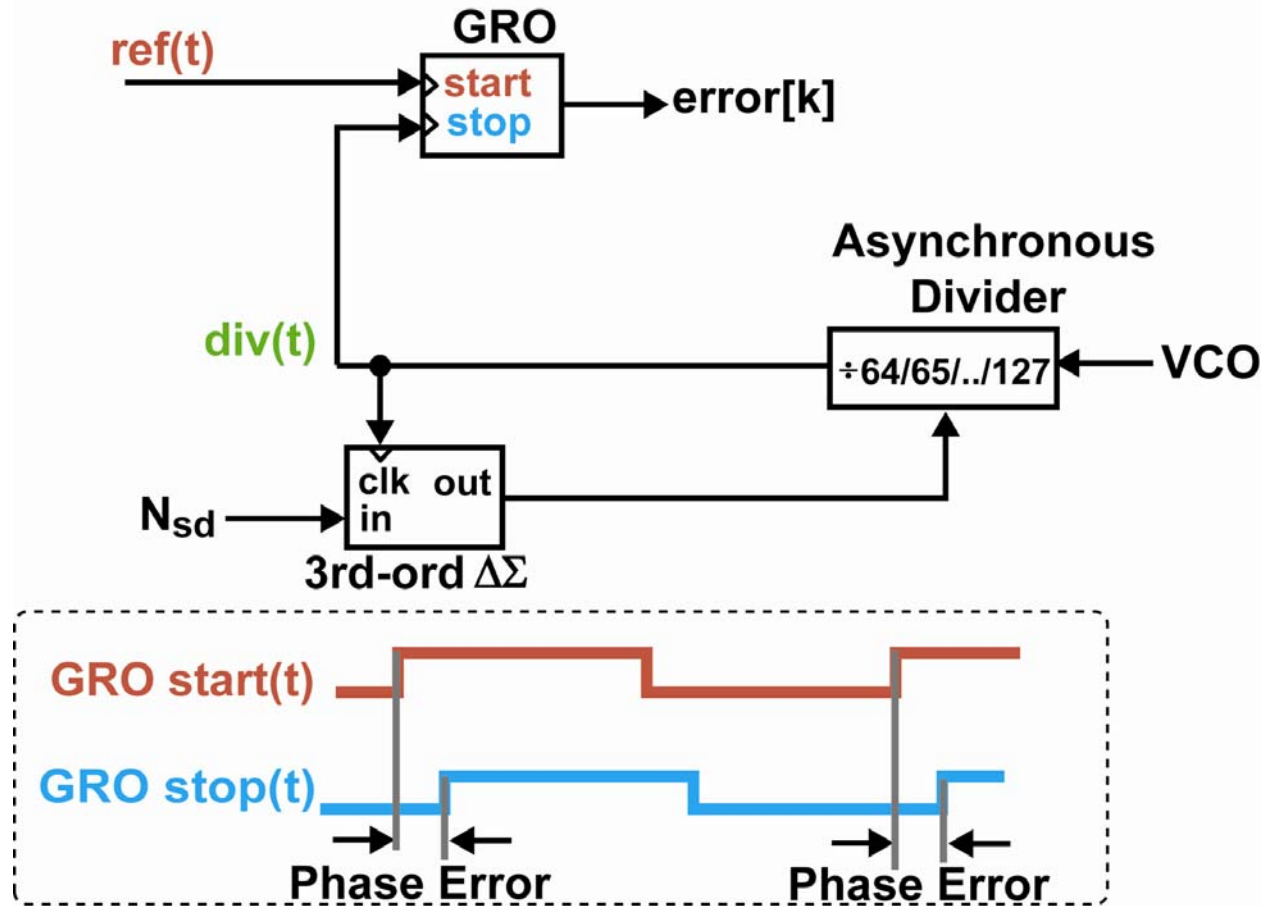 GRO
ref(t)
start
stop
error[k]
Asynchronous
Divider
div(t)
÷64/65/../127
VCO
clk out
in
Nsd
3rd-ord ΔΣ
GRO start(t)
GRO stop(t)
Phase Error
Phase Error